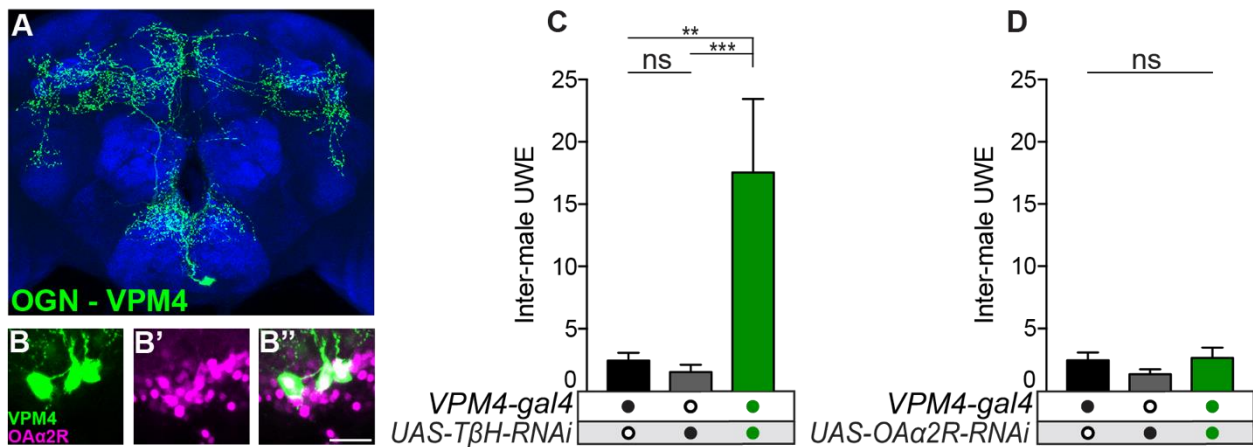 A
OGN - VPM4
B
VPM4
OAα2R
B'
B"
C
**
***
ns
Inter-male UWE
25
20
15
10
5
0
VPM4-gal4
UAS-TβH-RNAi
D
ns
Inter-male UWE
25
20
15
10
5
0
VPM4-gal4
UAS-OAα2R-RNAi